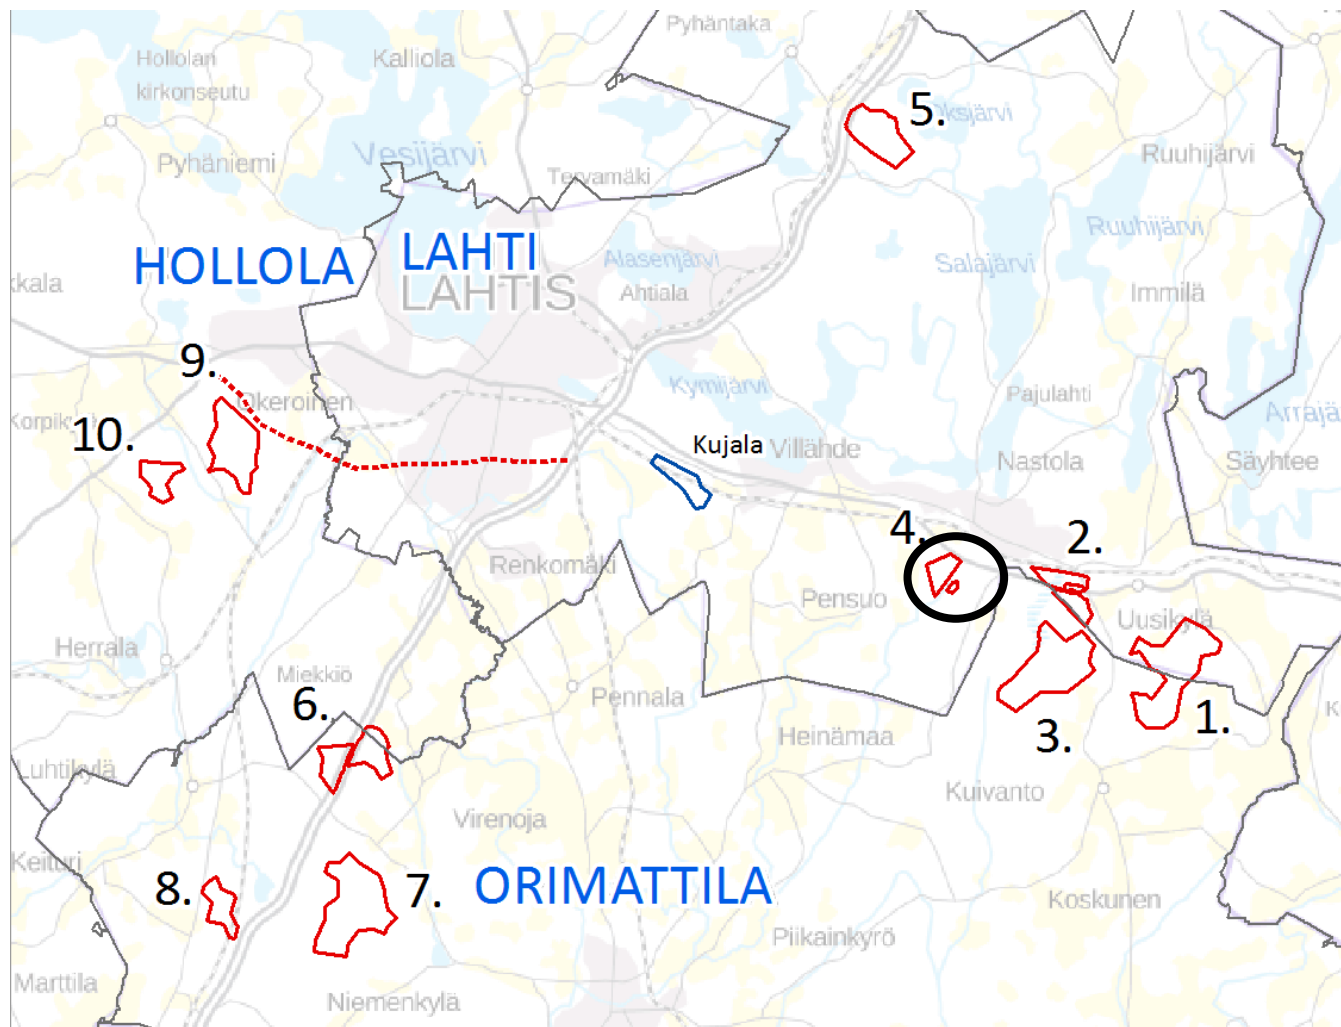 Pyhäntaka
Hollolan
kirkonseutu
Kalliola
5.
Oksjärvi
Vesijärvi
Pyhäniemi
Tervamäki
Ruuhijärvi
Ruuhijärvi
HOLLOLA
LAHTI
LAHTIS
Alasenjärvi
Ahtiala
Salajärvi
Immilä
kkala
9.
Okeroinen
Kymijärvi
Pajulahti
Arrajä
10.
Kujala
Villähde
Nastola
Säyhtee
4.
2.
Renkomäki
Pensuo
Uusikylä
Herrala
Miekkiö
Pennala
6.
Heinämaa
3.
1.
Luhtikylä
Kuivanto
Virenoja
Keituri
8.
7.
ORIMATTILA
Koskunen
Piikainkyrö
Marttila
Niemenkylä